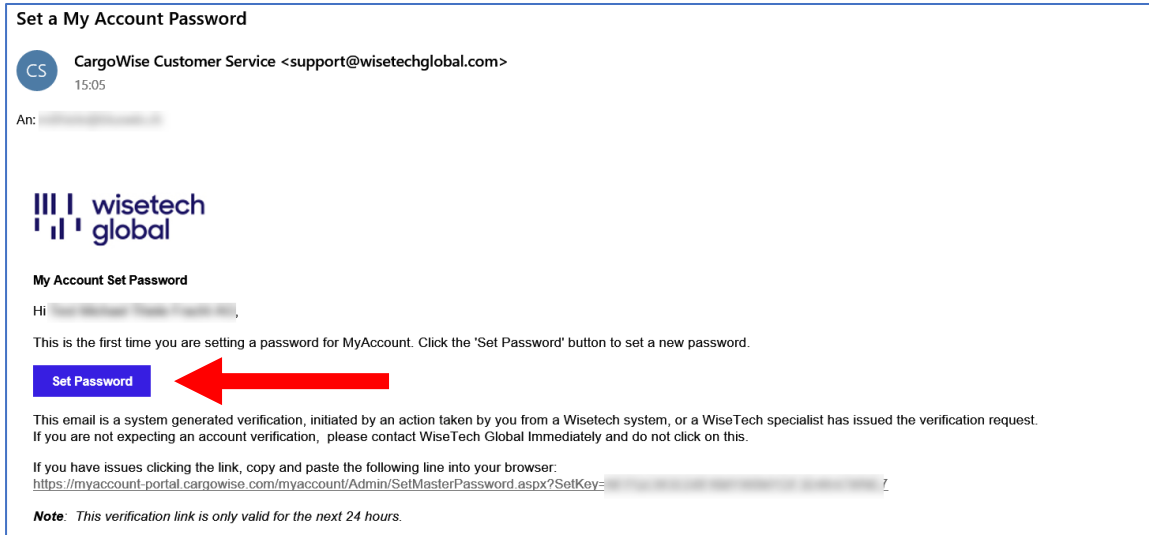 Set a My Account Password
CS
CargoWise Customer Service <support@wisetechglobal.com>
15:05
An:
wisetech
global
My Account Set Password
Hi ,
This is the first time you are setting a password for MyAccount. Click the 'Set Password' button to set a new password.
Set Password
This email is a system generated verification, initiated by an action taken by you from a Wisetech system, or a WiseTech specialist has issued the verification request.
If you are not expecting an account verification,  please contact WiseTech Global Immediately and do not click on this.
If you have issues clicking the link, copy and paste the following line into your browser:
https://myaccount-portal.cargowise.com/myaccount/Admin/SetMasterPassword.aspx?SetKey=
Note:  This verification link is only valid for the next 24 hours.